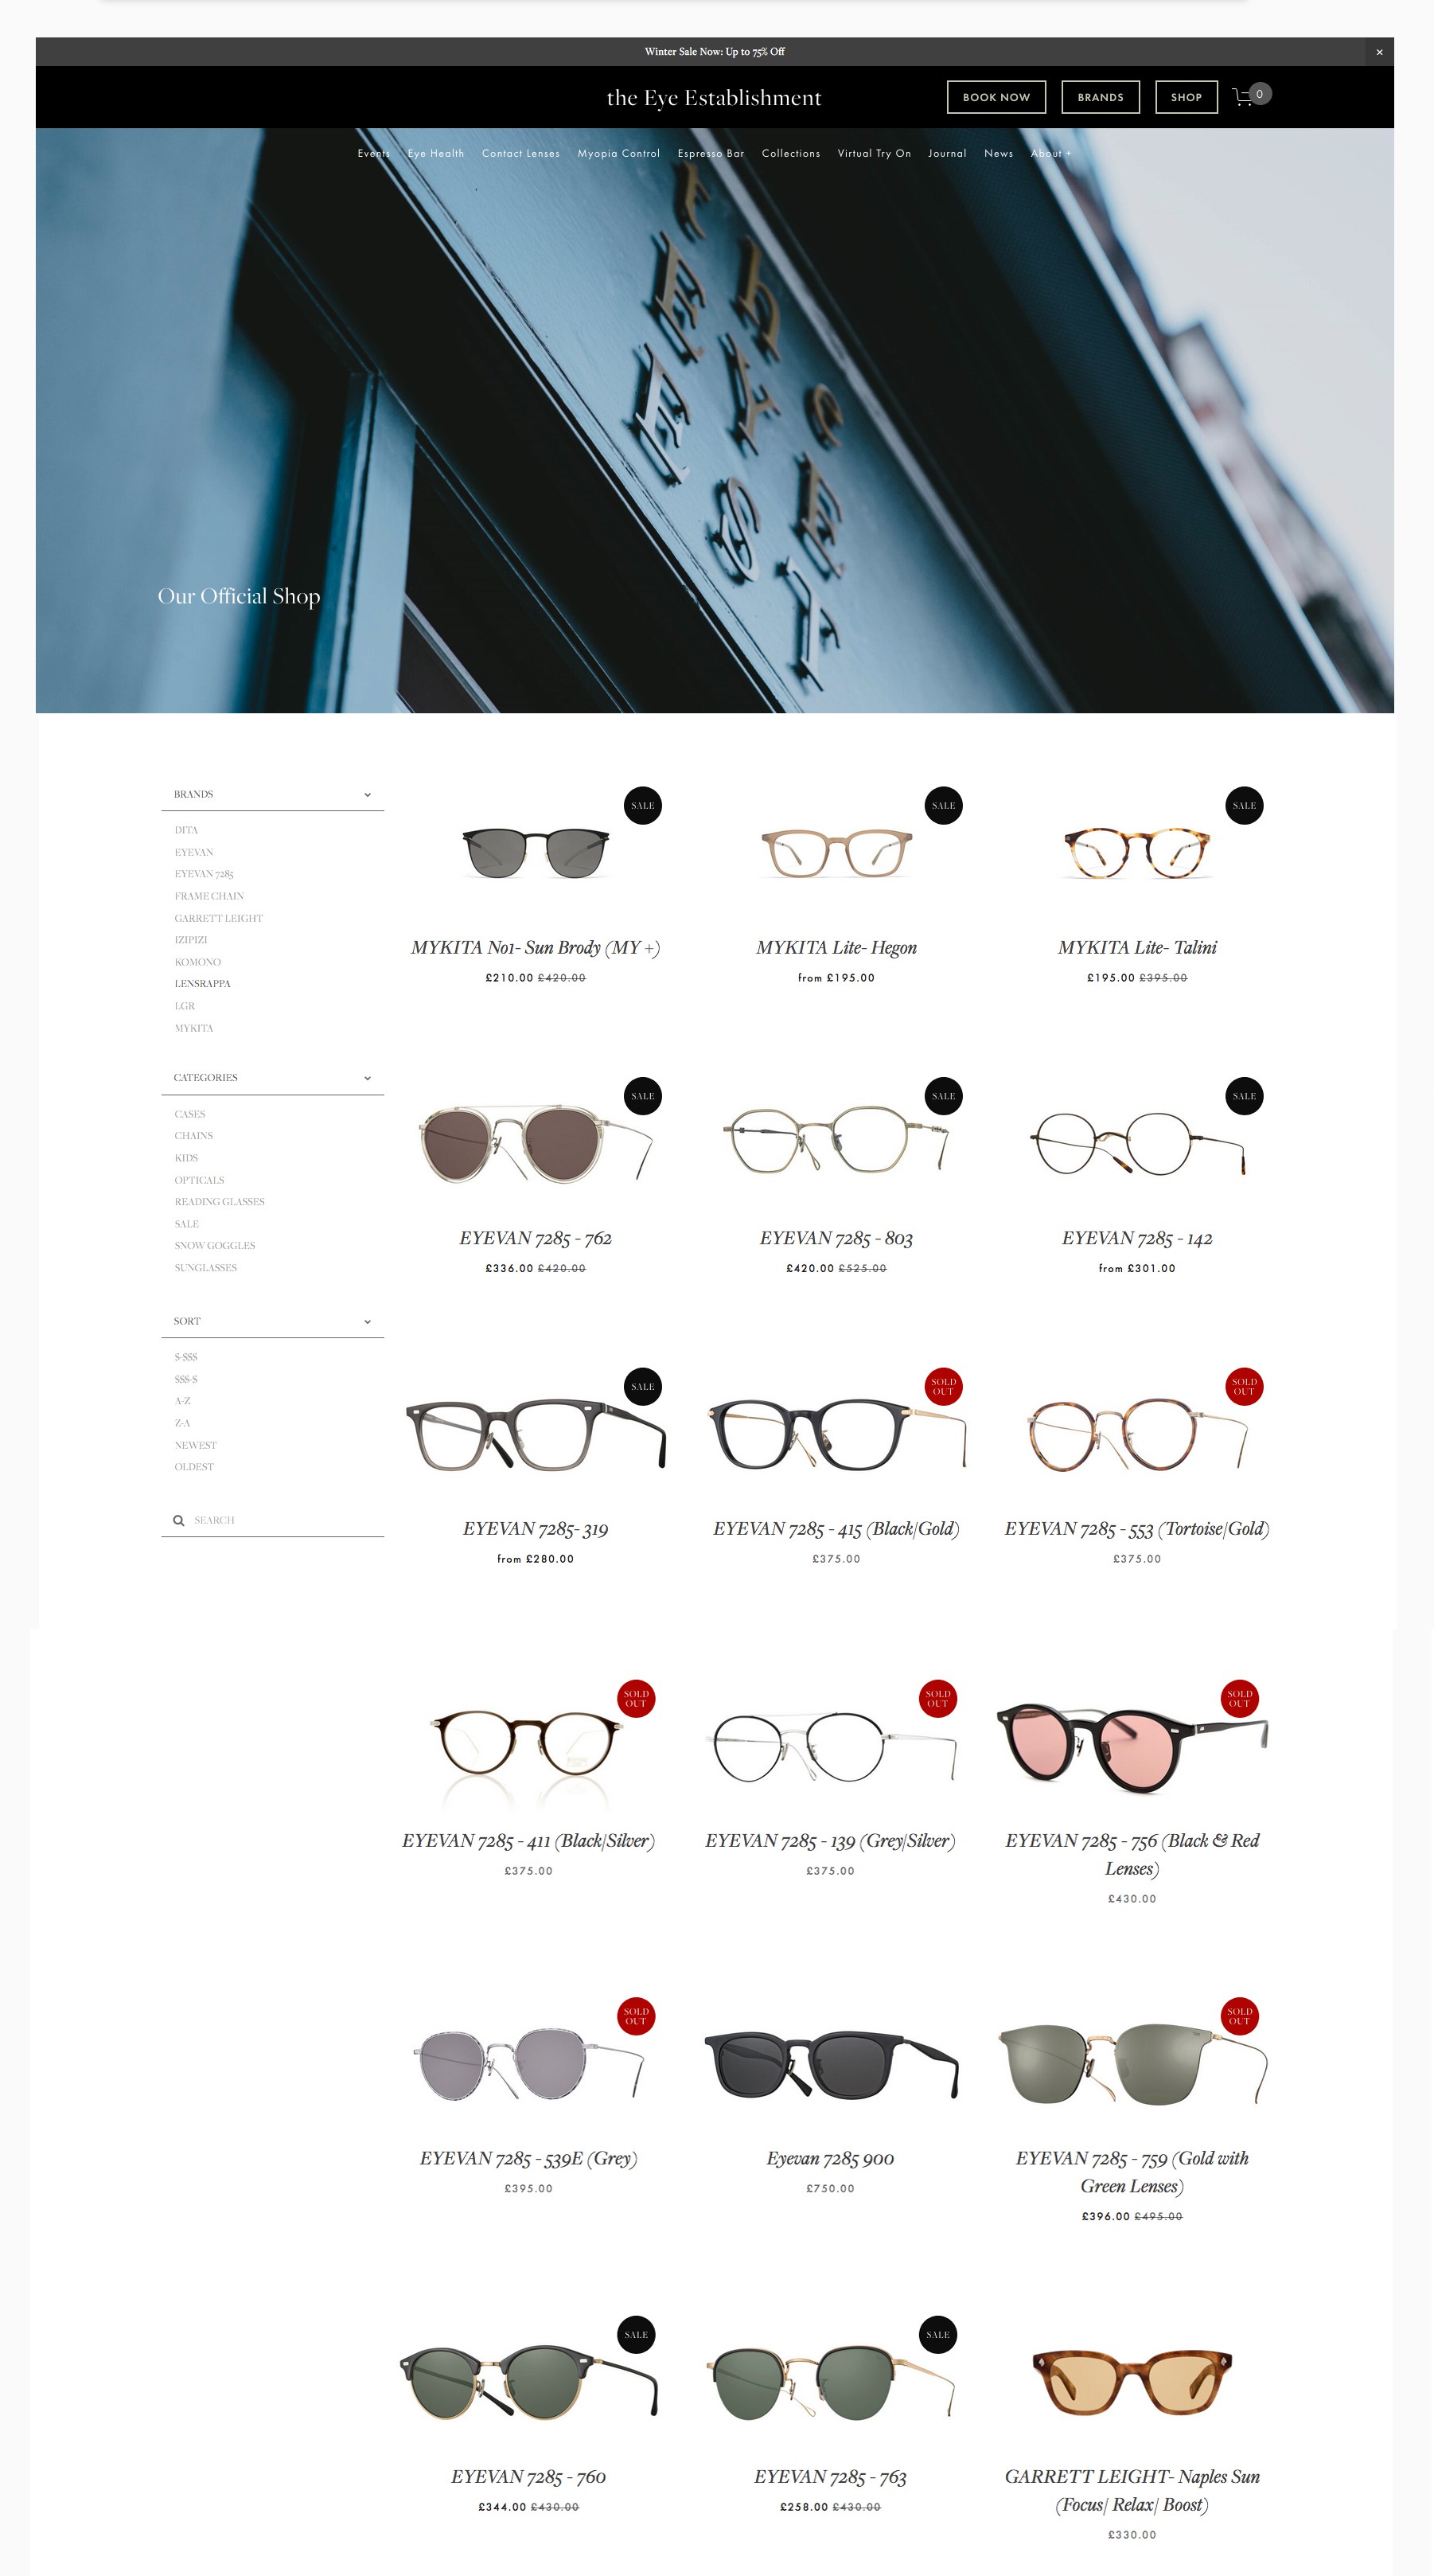 Winter Sale Now: Up to 75% Off
×
the Eye Establishment
BOOK NOW
BRANDS
SHOP
0
Events Eye Health Contact Lenses Myopia Control Espresso Bar Collections Virtual Try On Journal News About +
Our Official Shop
BRANDS
DITA
EYEVAN
EYEVAN 7285
FRAME CHAIN
GARRETT LEIGHT
IZIPIZI
KOMONO
LENSRAPPA
LGR
MYKITA
CATEGORIES
CASES
CHAINS
KIDS
OPTICALS
READING GLASSES
SALE
SNOW GOGGLES
SUNGLASSES
SORT
$-$$$
$$$-$
A-Z
Z-A
NEWEST
OLDEST
SEARCH
SALE
MYKITA No1- Sun Brody (MY +)
£210.00 £420.00
SALE
MYKITA Lite- Hegon
from £195.00
SALE
MYKITA Lite- Talini
£195.00 £395.00
SALE
EYEVAN 7285 - 762
£336.00 £420.00
SALE
EYEVAN 7285 - 803
£420.00 £525.00
SALE
EYEVAN 7285 - 142
from £301.00
SALE
EYEVAN 7285- 319
from £280.00
SOLD
OUT
EYEVAN 7285 - 415 (Black/Gold)
£375.00
SOLD
OUT
EYEVAN 7285 - 553 (Tortoise/Gold)
£375.00
SOLD
OUT
EYEVAN 7285 - 411 (Black/Silver)
£375.00
SOLD
OUT
EYEVAN 7285 - 139 (Grey/Silver)
£375.00
SOLD
OUT
EYEVAN 7285 - 756 (Black & Red
Lenses)
£430.00
SOLD
OUT
EYEVAN 7285 - 539E (Grey)
£395.00
Eyevan 7285 900
£750.00
SOLD
OUT
EYEVAN 7285 - 759 (Gold with
Green Lenses)
£396.00 £495.00
SALE
EYEVAN 7285 - 760
£344.00 £430.00
SALE
EYEVAN 7285 - 763
£258.00 £430.00
GARRETT LEIGHT- Naples Sun
(Focus/ Relax/ Boost)
£330.00